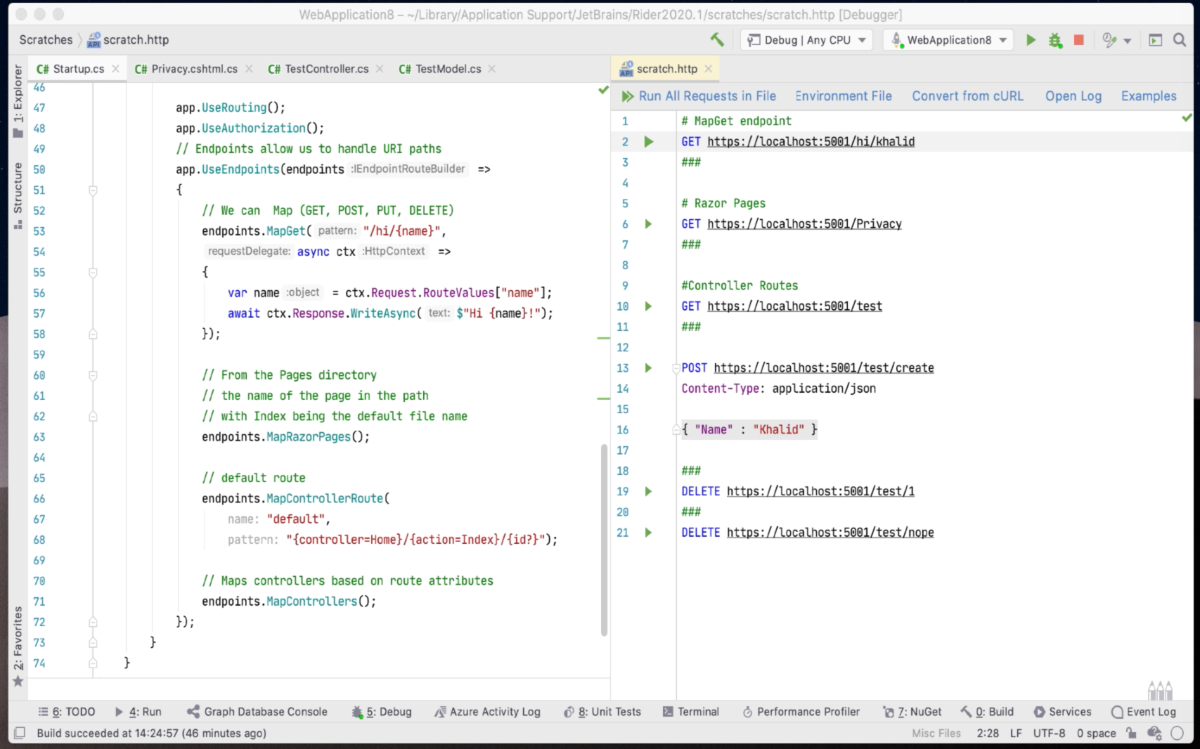 WebApplication8 – ~/Library/Application Support/JetBrains/Rider2020.1/scratches/scratch.http [Debugger]
Scratches scratch.http Debug | Any CPU WebApplication8
1: Explorer
Structure
2: Favorites
C# Startup.cs C# Privacy.cshtml.cs C# TestController.cs C# TestModel.cs
46
47 app.UseRouting();
48 app.UseAuthorization();
49 // Endpoints allow us to handle URI paths
50 app.UseEndpoints(endpoints :IEndpointRouteBuilder =>
51 {
52 // We can Map (GET, POST, PUT, DELETE)
53 endpoints.MapGet( pattern: "/hi/{name}",
54 requestDelegate: async ctx :HttpContext =>
55 {
56 var name :object = ctx.Request.RouteValues["name"];
57 await ctx.Response.WriteAsync( text: $"Hi {name}!");
58 });
59
60 // From the Pages directory
61 // the name of the page in the path
62 // with Index being the default file name
63 endpoints.MapRazorPages();
64
65 // default route
66 endpoints.MapControllerRoute(
67 name: "default",
68 pattern: "{controller=Home}/{action=Index}/{id?}");
69
70 // Maps controllers based on route attributes
71 endpoints.MapControllers();
72 });
73 }
74 }
API scratch.http
Run All Requests in File Environment File Convert from cURL Open Log Examples
1 # MapGet endpoint
2 GET https://localhost:5001/hi/khalid
3 ###
4
5 # Razor Pages
6 GET https://localhost:5001/Privacy
7 ###
8
9 #Controller Routes
10 GET https://localhost:5001/test
11 ###
12
13 POST https://localhost:5001/test/create
14 Content-Type: application/json
15
16 { "Name" : "Khalid" }
17
18 ###
19 DELETE https://localhost:5001/test/1
20 ###
21 DELETE https://localhost:5001/test/nope
6: TODO 4: Run Graph Database Console 5: Debug Azure Activity Log 8: Unit Tests Terminal Performance Profiler 7: NuGet 0: Build Services Event Log
Build succeeded at 14:24:57 (46 minutes ago) Misc Files 2:28 LF UTF-8 0 space